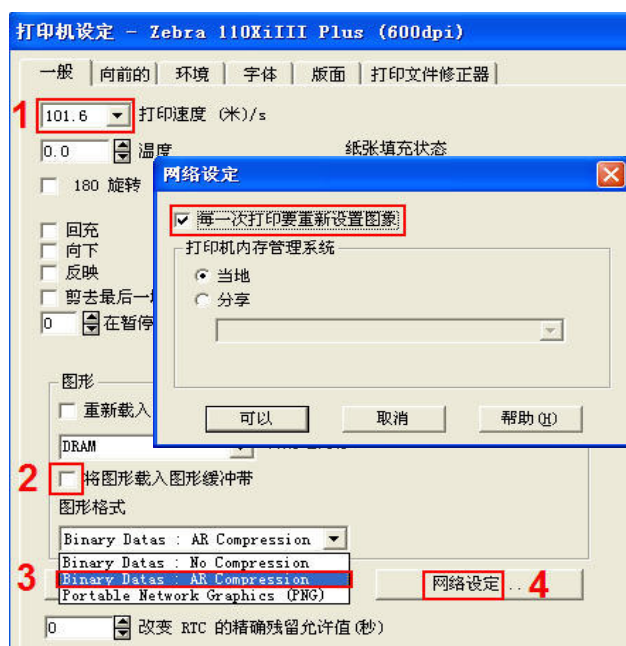 打印机设定 - Zebra 110XiIII Plus (600dpi)
一般 向前的 环境 字体 版面 打印文件修正器
1 101.6 打印速度 (米)/s
0.0 温度 纸张填充状态
180 旋转
网络设定
每一次打印要重新设置图象
回充
向下
反映
剪去最后一
0 在暂停
打印机内存管理系统
当地
分享
可以 取消 帮助(H)
图形
重新载入
DRAM
2 将图形载入图形缓冲带
图形格式
Binary Datas : AR Compression
Binary Datas : No Compression
3 Binary Datas : AR Compression
Portable Network Graphics (PNG)
网络设定 .. 4
0 改变 RTC 的精确残留允许值(秒)